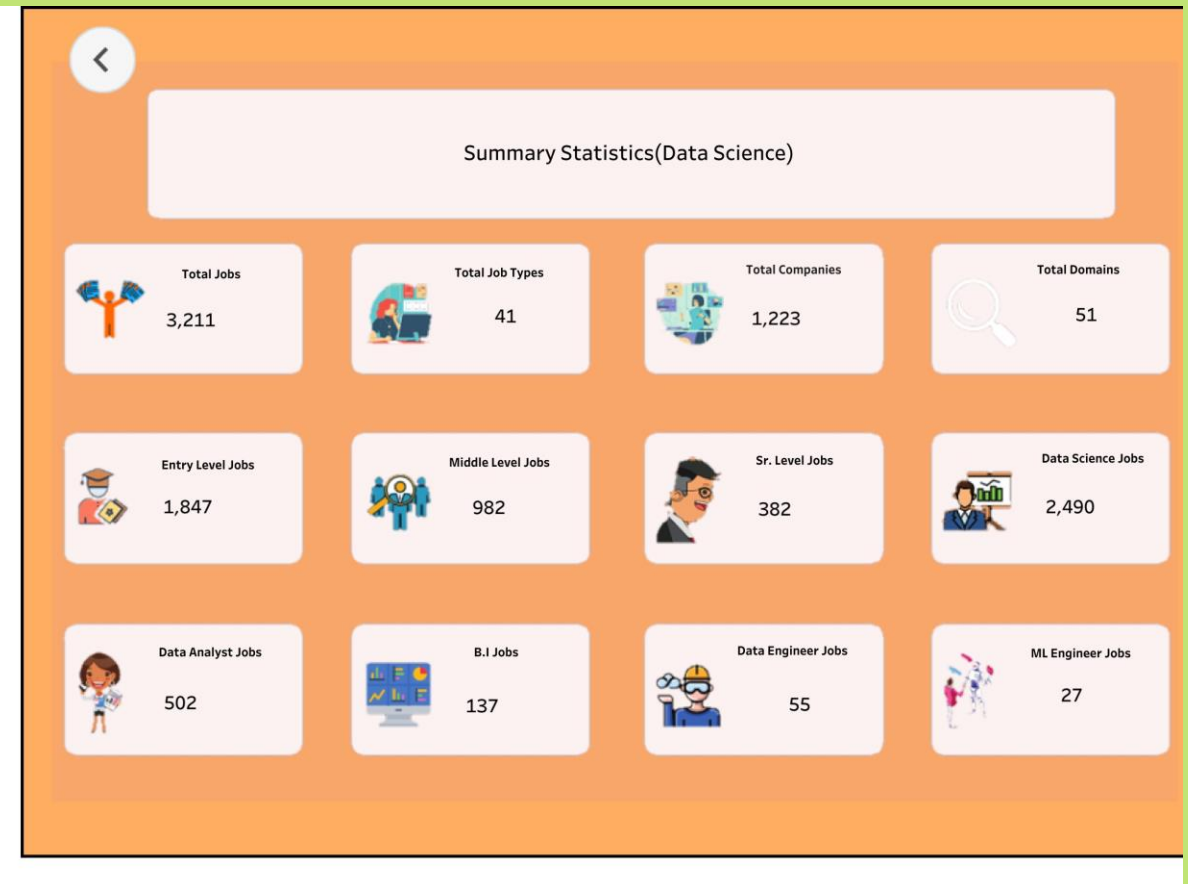 Summary Statistics(Data Science)
Total Jobs
3,211
Total Job Types
41
Total Companies
1,223
Total Domains
51
Entry Level Jobs
1,847
Middle Level Jobs
982
Sr. Level Jobs
382
Data Science Jobs
2,490
Data Analyst Jobs
502
B.I Jobs
137
Data Engineer Jobs
55
ML Engineer Jobs
27